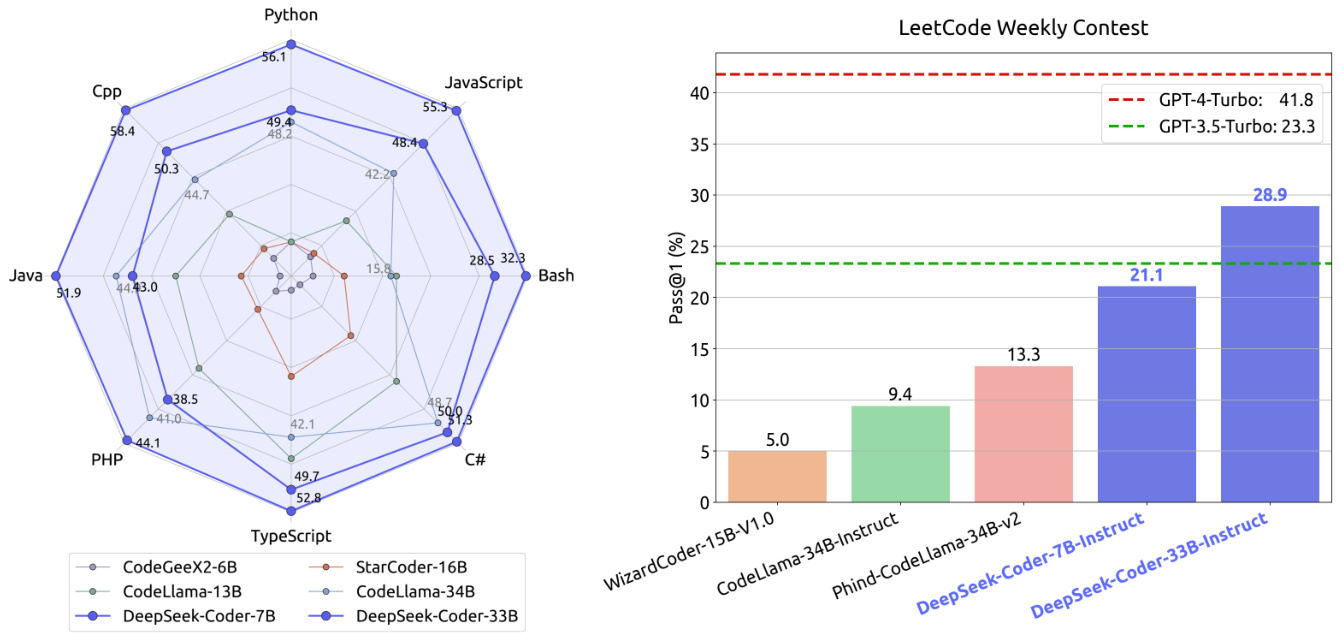 Python
56.1
Cpp
JavaScript
58.4
55.3
49.4
48.2
48.4
50.3
42.2
44.7
Java
15.8
28.5
32.3
Bash
51.9
43.0
38.5
41.0
44.1
PHP
42.1
48.7
50.0
51.3
C#
49.7
52.8
TypeScript
CodeGeeX2-6B
StarCoder-16B
CodeLlama-13B
CodeLlama-34B
DeepSeek-Coder-7B
DeepSeek-Coder-33B
LeetCode Weekly Contest
GPT-4-Turbo: 41.8
GPT-3.5-Turbo: 23.3
Pass@1 (%)
40
35
30
25
20
15
10
5
0
5.0
9.4
13.3
21.1
28.9
WizardCoder-15B-V1.0
CodeLlama-34B-Instruct
Phind-CodeLlama-34B-v2
DeepSeek-Coder-7B-Instruct
DeepSeek-Coder-33B-Instruct